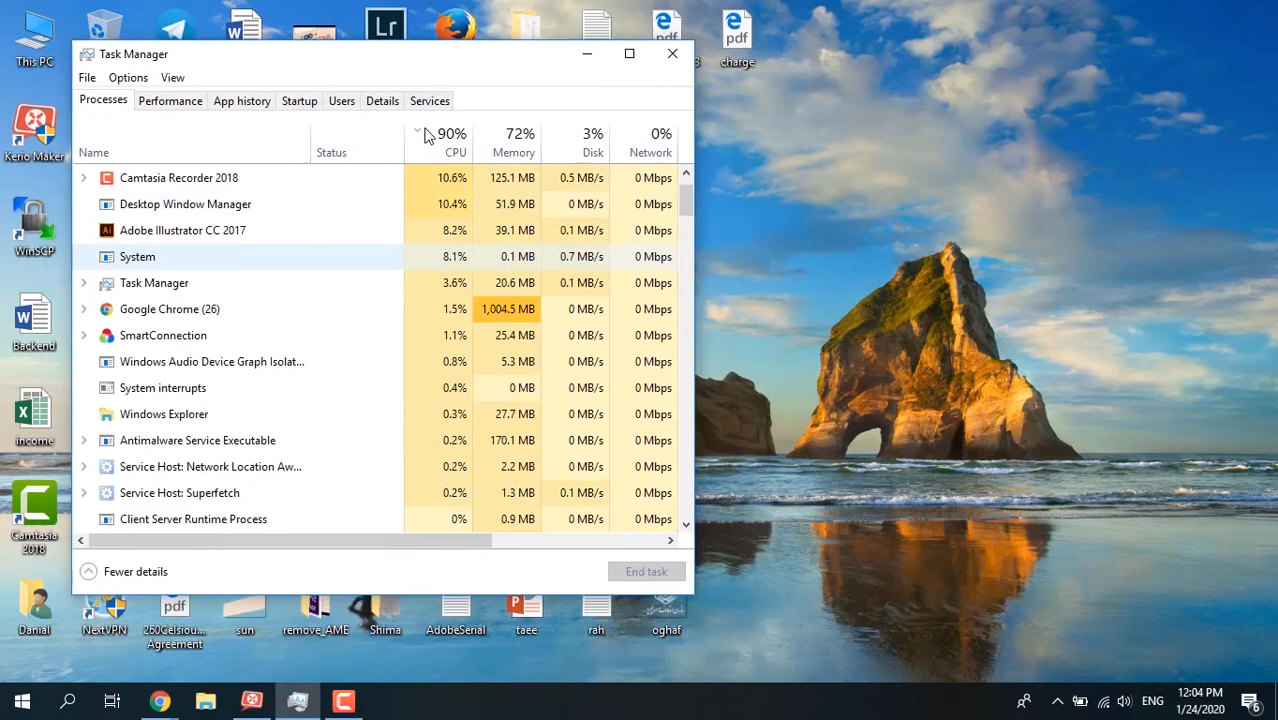 This PC
3
charge
Task Manager
File Options View
Processes Performance App history Startup Users Details Services
90% 72% 3% 0%
Name Status CPU Memory Disk Network
Camtasia Recorder 2018 10.6% 125.1 MB 0.5 MB/s 0 Mbps
Desktop Window Manager 10.4% 51.9 MB 0 MB/s 0 Mbps
Adobe Illustrator CC 2017 8.2% 39.1 MB 0.1 MB/s 0 Mbps
System 8.1% 0.1 MB 0.7 MB/s 0 Mbps
Task Manager 3.6% 20.6 MB 0.1 MB/s 0 Mbps
Google Chrome (26) 1.5% 1,004.5 MB 0 MB/s 0 Mbps
SmartConnection 1.1% 25.4 MB 0 MB/s 0 Mbps
Windows Audio Device Graph Isolat... 0.8% 5.3 MB 0 MB/s 0 Mbps
System interrupts 0.4% 0 MB 0 MB/s 0 Mbps
Windows Explorer 0.3% 27.7 MB 0 MB/s 0 Mbps
Antimalware Service Executable 0.2% 170.1 MB 0 MB/s 0 Mbps
Service Host: Network Location Aw... 0.2% 2.2 MB 0 MB/s 0 Mbps
Service Host: Superfetch 0.2% 1.3 MB 0.1 MB/s 0 Mbps
Client Server Runtime Process 0% 0.9 MB 0 MB/s 0 Mbps
Fewer details End task
Kerio Maker
WinSCP
Backend
income
Camtasia
2018
Lr
pdf
pdf
pdf
Danial
NextVPN
260Celsiou...
Agreement
sun
remove_AME
Shima
AdobeSerial
taee
rah
oghaf
ENG
12:04 PM
1/24/2020
6